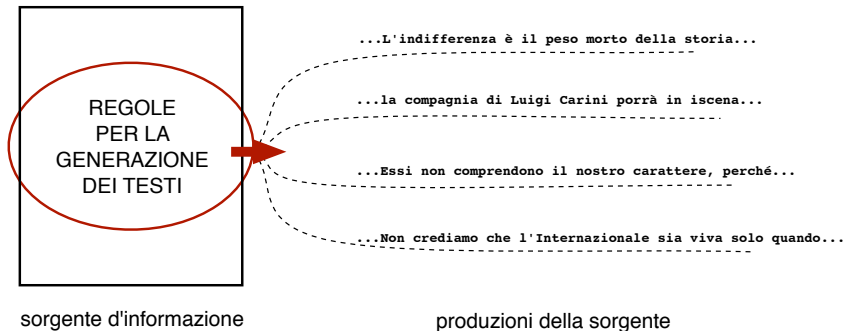 ...L'indifferenza è il peso morto della storia...
...la compagnia di Luigi Carini porrà in iscena...
REGOLE
PER LA
GENERAZIONE
DEI TESTI
...Essi non comprendono il nostro carattere, perché...
...Non crediamo che l'Internazionale sia viva solo quando...
sorgente d'informazione
produzioni della sorgente